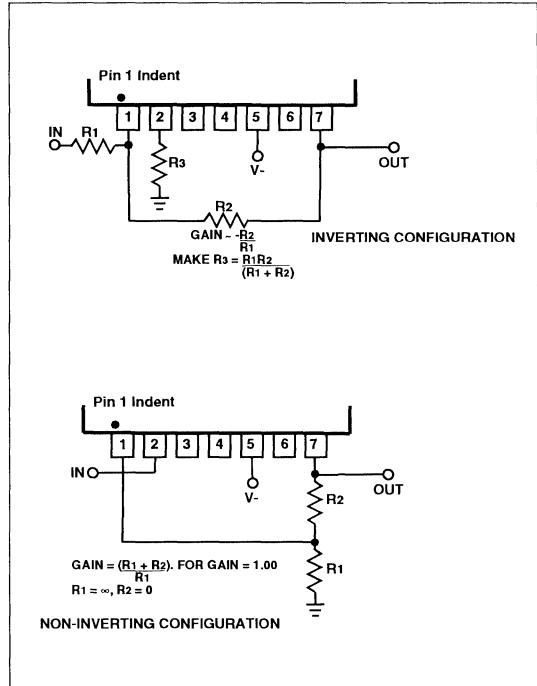 Pin 1 Indent
1 2 3 4 5 6 7
IN
R1
R3
V-
OUT
R2
GAIN ~ -R2
R1
INVERTING CONFIGURATION
MAKE R3 = R1R2
(R1 + R2)
Pin 1 Indent
1 2 3 4 5 6 7
IN
V-
OUT
R2
R1
GAIN = (R1 + R2). FOR GAIN = 1.00
R1
R1 = ∞, R2 = 0
NON-INVERTING CONFIGURATION